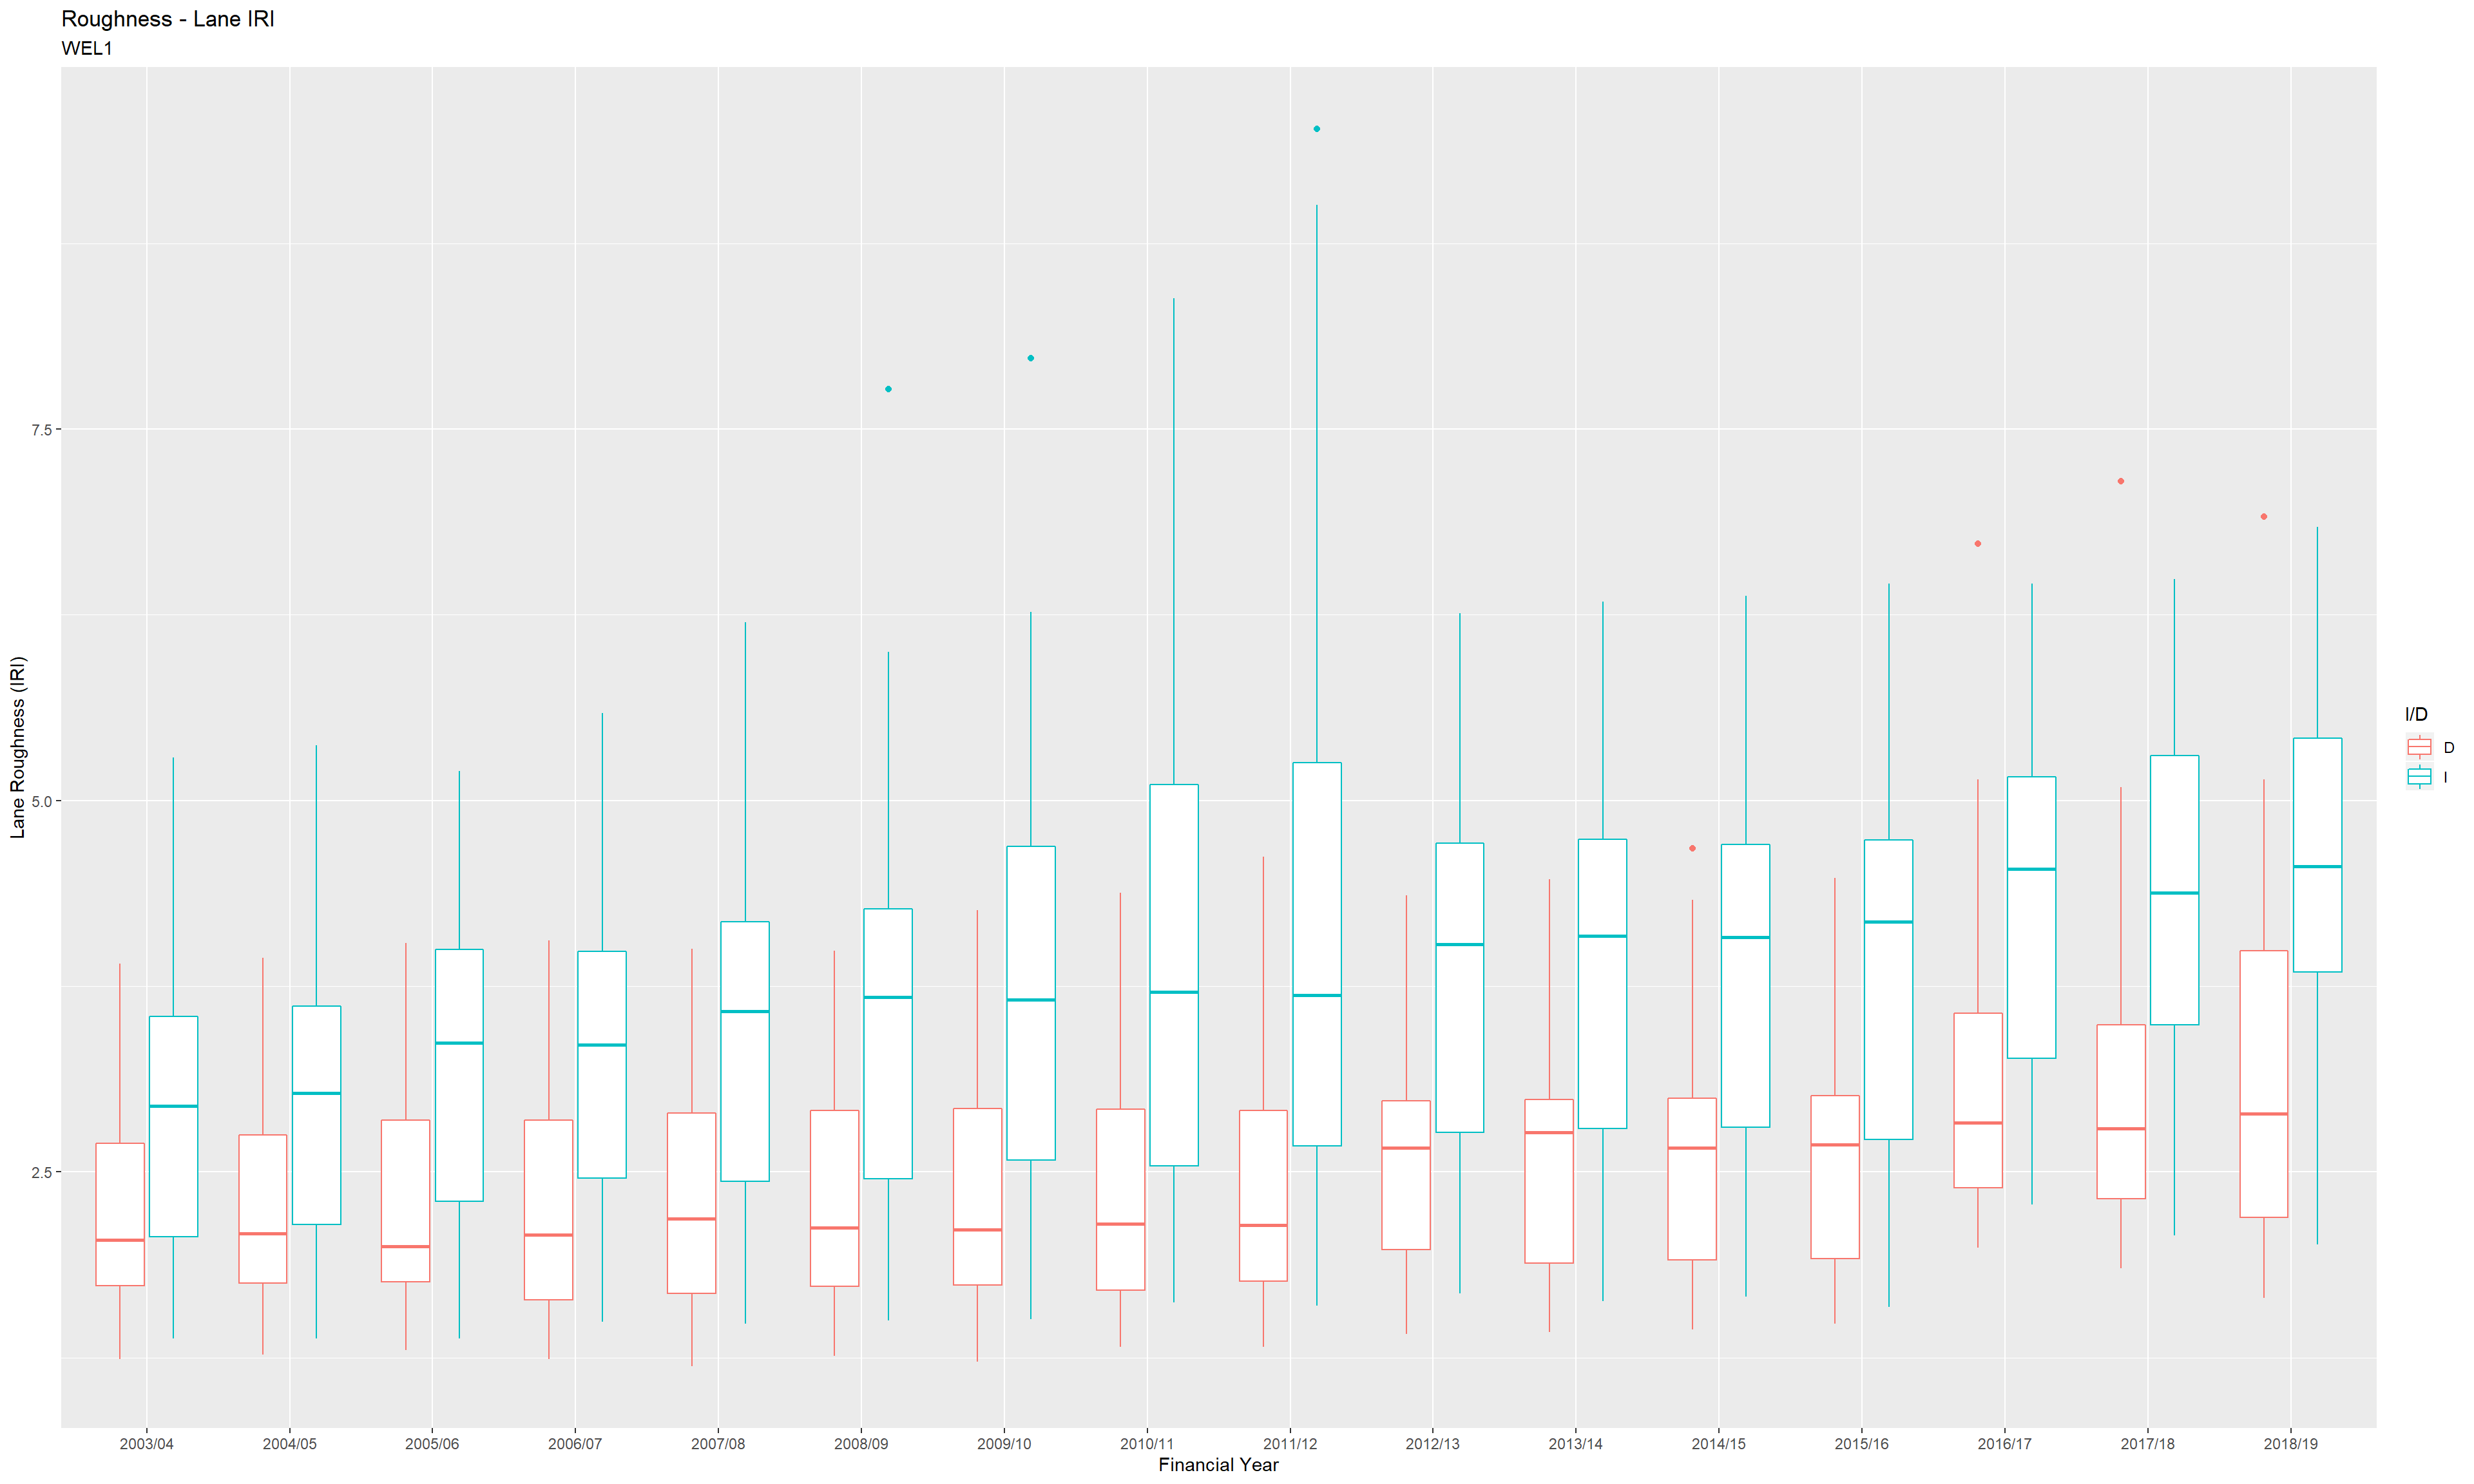 Roughness - Lane IRI
WEL1
Lane Roughness (IRI)
7.5
5.0
2.5
2003/04 2004/05 2005/06 2006/07 2007/08 2008/09 2009/10 2010/11 2011/12 2012/13 2013/14 2014/15 2015/16 2016/17 2017/18 2018/19
Financial Year
I/D
D
I